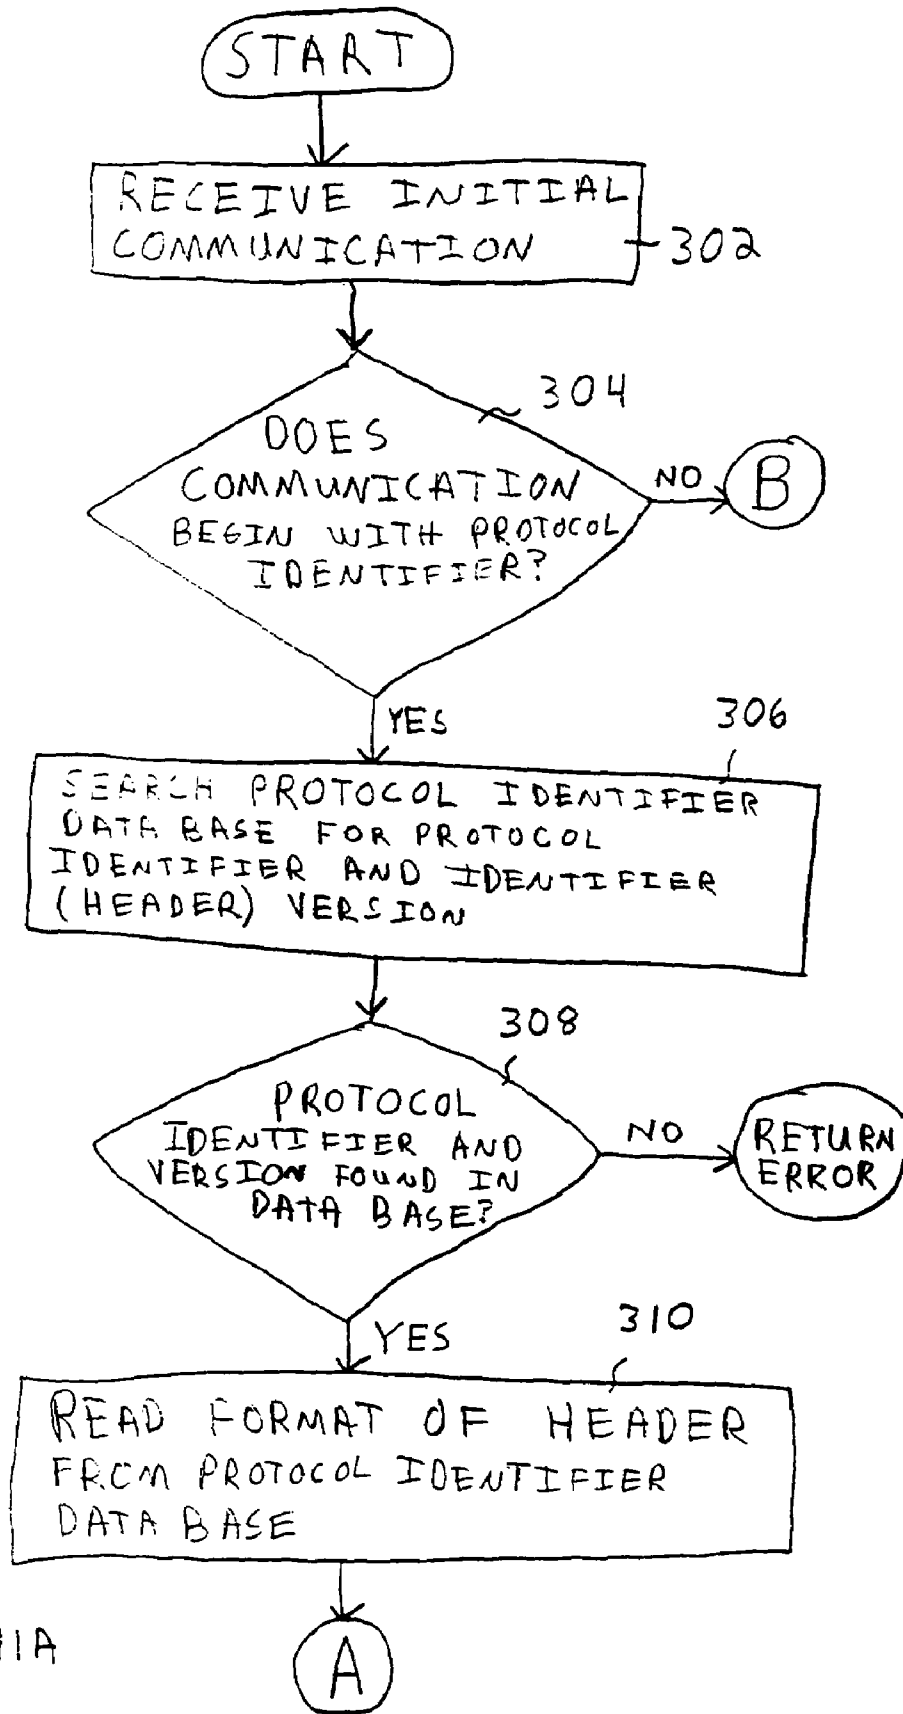 START
RECEIVE INITIAL
COMMUNICATION
302
304
DOES
COMMUNICATION
BEGIN WITH PROTOCOL
IDENTIFIER?
NO
B
YES
306
SEARCH PROTOCOL IDENTIFIER
DATA BASE FOR PROTOCOL
IDENTIFIER AND IDENTIFIER
(HEADER) VERSION
308
PROTOCOL
IDENTIFIER AND
VERSION FOUND IN
DATA BASE?
NO
RETURN
ERROR
YES
310
READ FORMAT OF HEADER
FROM PROTOCOL IDENTIFIER
DATA BASE
A